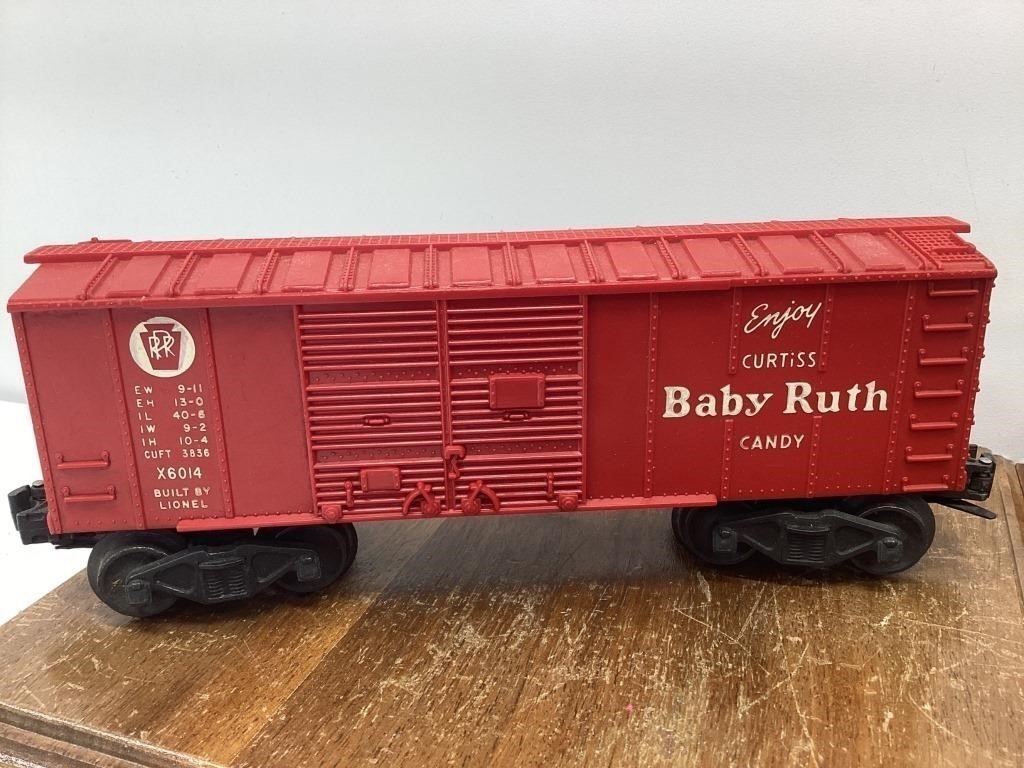 PRR
EW 9-11
EH 13-0
IL 40-6
IW 9-2
IH 10-4
CUFT 3836
X6014
BUILT BY
LIONEL
Enjoy
CURTiSS
Baby Ruth
CANDY